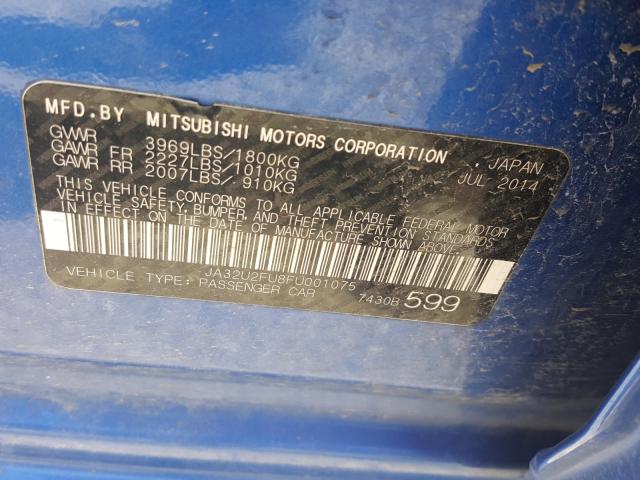 MFD.BY MITSUBISHI MOTORS CORPORATION
GVWR 3969LBS/1800KG , JAPAN
GAWR FR 2227LBS/1010KG JUL 2014
GAWR RR 2007LBS/ 910KG
THIS VEHICLE CONFORMS TO ALL APPLICABLE FEDERAL MOTOR
VEHICLE SAFETY,BUMPER, AND THEFT PREVENTION STANDARDS
IN EFFECT ON THE DATE OF MANUFACTURE SHOWN ABOVE.
JA32U2FU8FU001075
VEHICLE TYPE: PASSENGER CAR 7430B 599